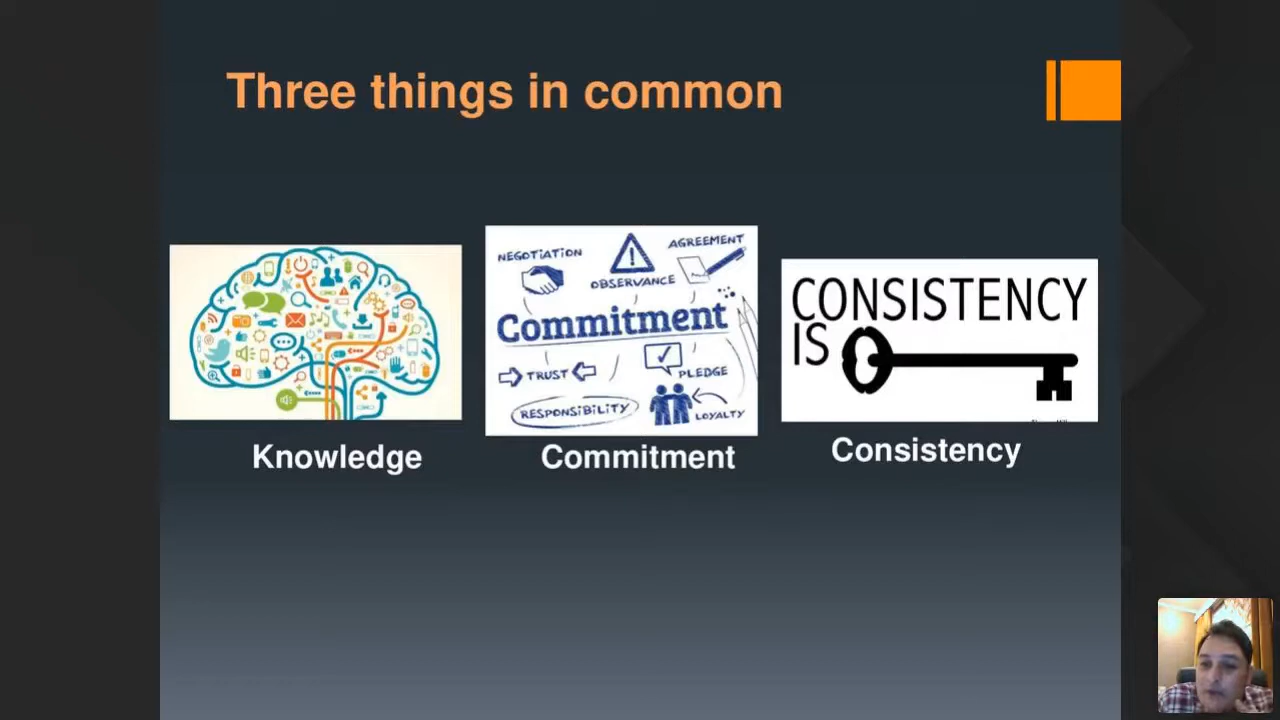 Three things in common
NEGOTIATION
AGREEMENT
OBSERVANCE
Commitment
TRUST
PLEDGE
RESPONSIBILITY
LOYALTY
CONSISTENCY
IS
Knowledge
Commitment
Consistency